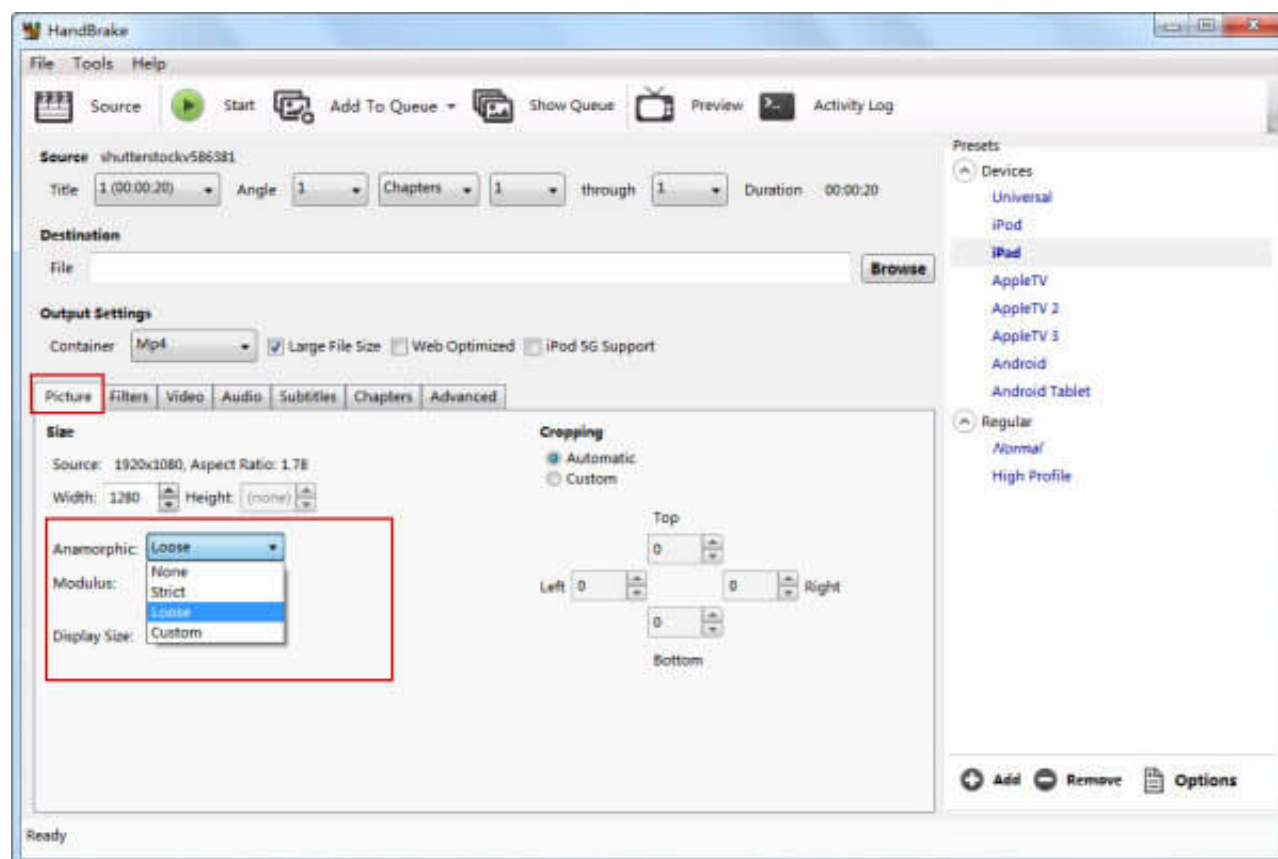 HandBrake
File Tools Help
Source Start Add To Queue Show Queue Preview Activity Log
Source shutterstockv586381
Title 1 (00:00:20) Angle 1 Chapters 1 through 1 Duration 00:00:20
Destination
File Browse
Output Settings
Container Mp4 Large File Size Web Optimized iPod 5G Support
Picture Filters Video Audio Subtitles Chapters Advanced
Size
Source: 1920x1080, Aspect Ratio: 1.78
Width: 1280 Height: (none)
Anamorphic: Loose
None
Modulus:
Strict
Loose
Display Size:
Custom
Cropping
Automatic
Custom
Top
0
Left 0 0 Right
0
Bottom
Presets
Devices
Universal
iPod
iPad
AppleTV
AppleTV 2
AppleTV 3
Android
Android Tablet
Regular
Normal
High Profile
Add Remove Options
Ready